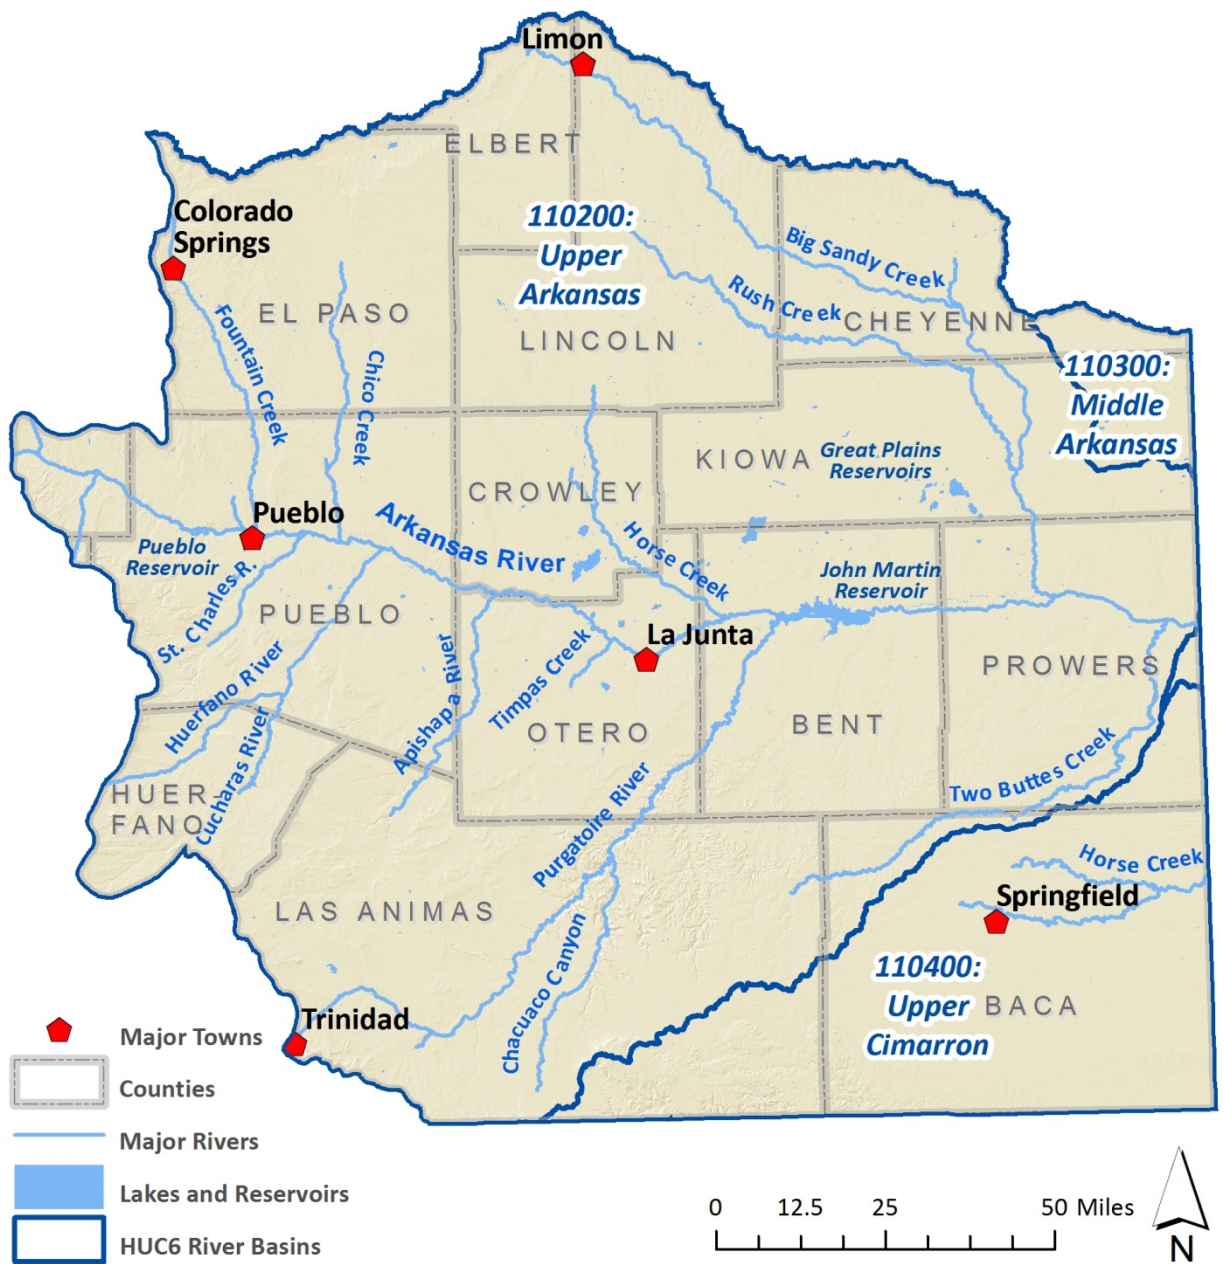 Limon
ELBERT
Colorado
Springs
110200:
Upper
Arkansas
Big Sandy Creek
Rush Creek
CHEYENNE
EL PASO
LINCOLN
Fountain Creek
Chico Creek
110300:
Middle
Arkansas
KIOWA
Great Plains
Reservoirs
CROWLEY
Pueblo
Arkansas River
Pueblo
Reservoir
Horse Creek
John Martin
Reservoir
St. Charles R.
PUEBLO
La Junta
Timpas Creek
Apishapa River
PROWERS
Huerfano River
OTERO
BENT
Cucharas River
HUER-
FANO
Purgatoire River
Two Buttes Creek
Horse Creek
Springfield
LAS ANIMAS
Chacuaco Canyon
110400:
Upper
Cimarron
BACA
Trinidad
Major Towns
Counties
Major Rivers
Lakes and Reservoirs
HUC6 River Basins
0 12.5 25 50 Miles
N